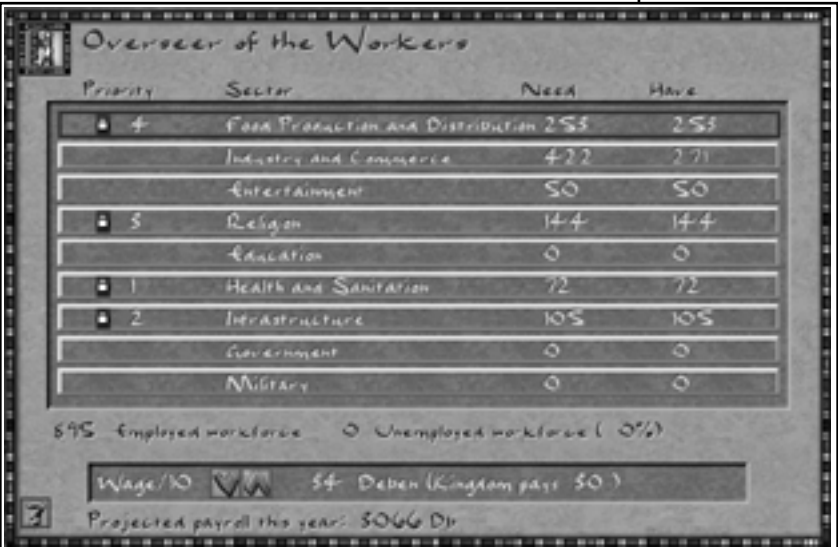 Overseer of the Workers
Priority Sector Need Have
4 Food Production and Distribution 253 253
Industry and Commerce 422 271
Entertainment 50 50
3 Religion 144 144
Education 0 0
1 Health and Sanitation 72 72
2 Infrastructure 105 105
Government 0 0
Military 0 0
895 Employed workforce 0 Unemployed workforce ( 0%)
Wage/10 34 Deben (Kingdom pays 30 )
? Projected payroll this year: 3066 Db